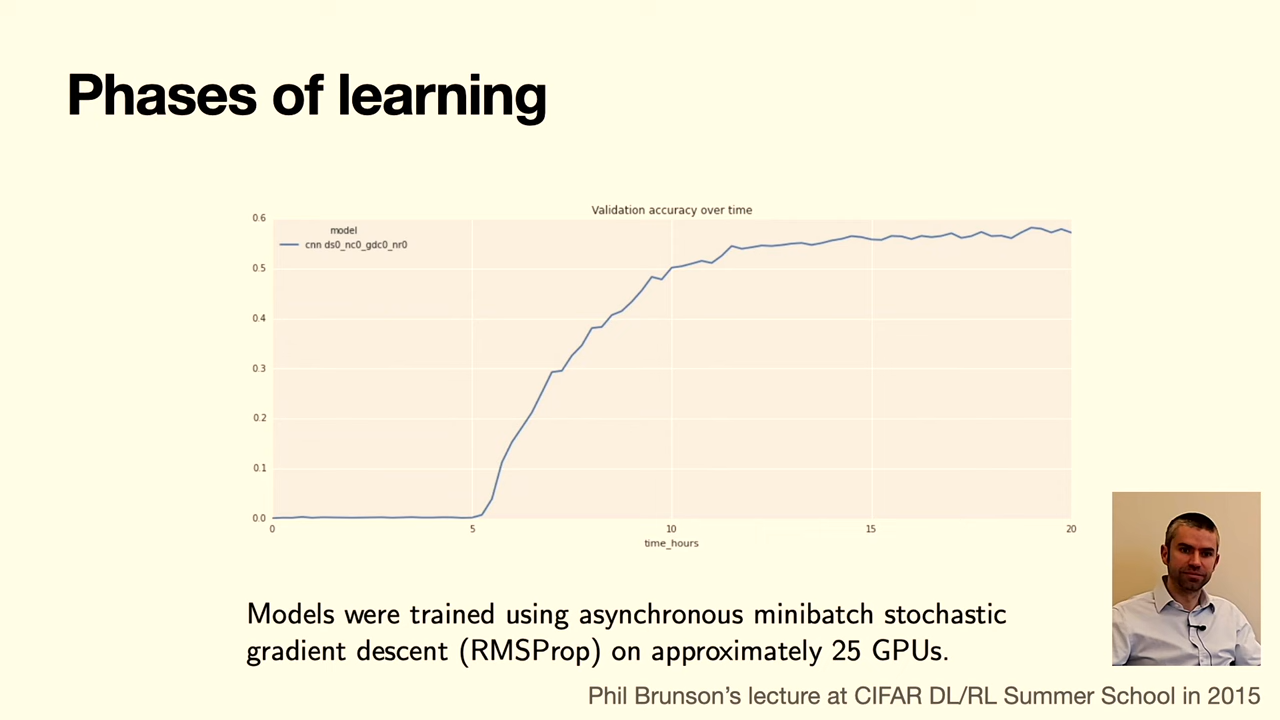 Phases of learning
Validation accuracy over time
model
cnn ds0_nc0_gdc0_nr0
0.6
0.5
0.4
0.3
0.2
0.1
0.0
0 5 10 15 20
time_hours
Models were trained using asynchronous minibatch stochastic
gradient descent (RMSProp) on approximately 25 GPUs.
Phil Brunson's lecture at CIFAR DL/RL Summer School in 2015